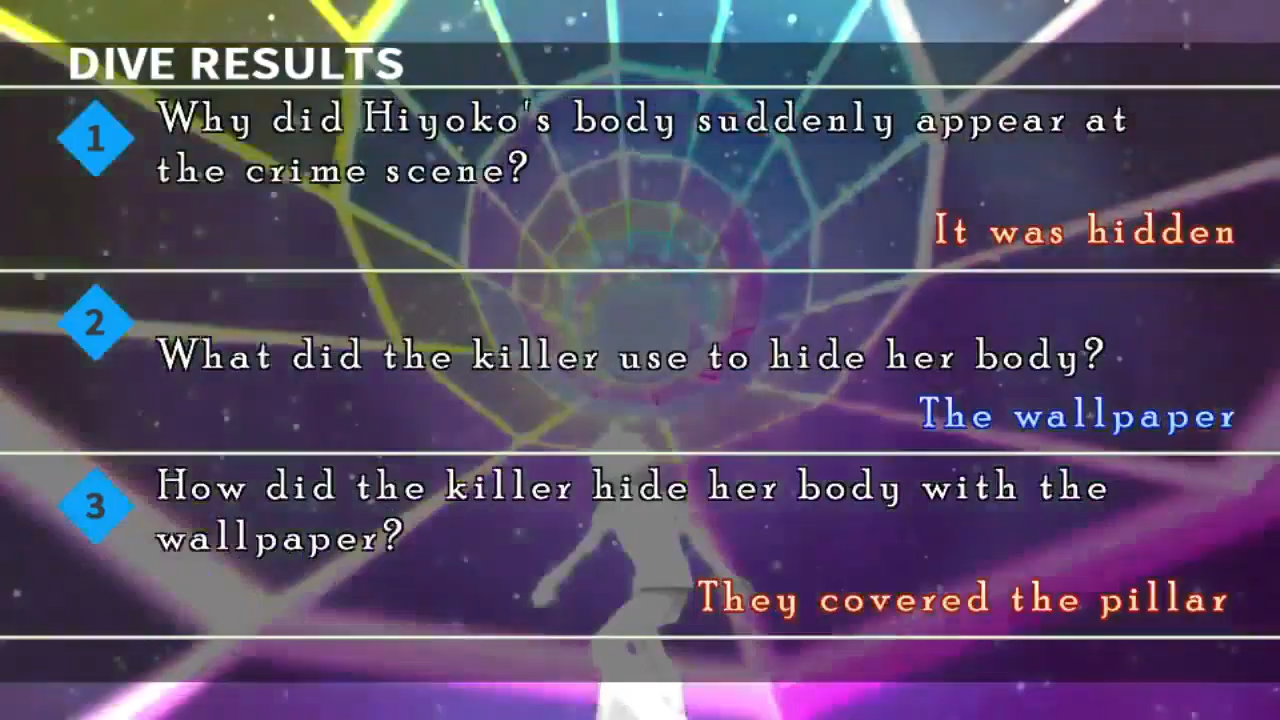 DIVE RESULTS
1
Why did Hiyoko's body suddenly appear at
the crime scene?
It was hidden
2
What did the killer use to hide her body?
The wallpaper
3
How did the killer hide her body with the
wallpaper?
They covered the pillar